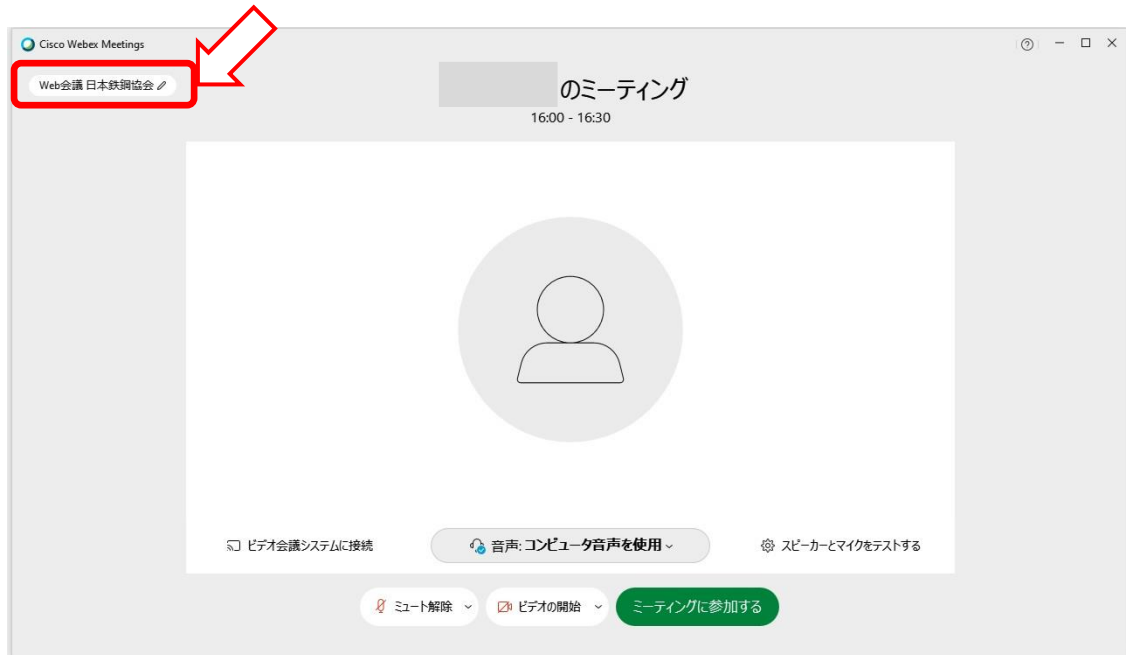 Cisco Webex Meetings
Web会議 日本鉄鋼協会
のミーティング
16:00 - 16:30
ビデオ会議システムに接続
音声: コンピュータ音声を使用
スピーカーとマイクをテストする
ミュート解除
ビデオの開始
ミーティングに参加する